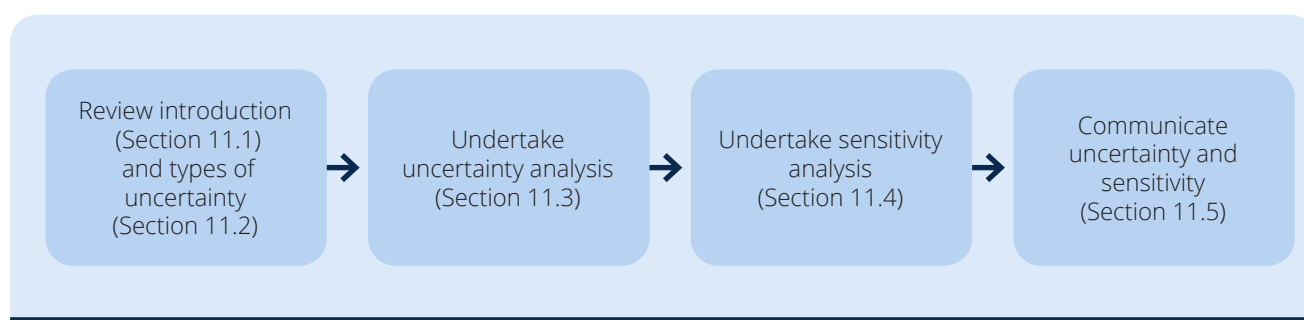 Review introduction
(Section 11.1)
and types of
uncertainty
(Section 11.2)
Undertake
uncertainty analysis
(Section 11.3)
Undertake sensitivity
analysis
(Section 11.4)
Communicate
uncertainty and
sensitivity
(Section 11.5)